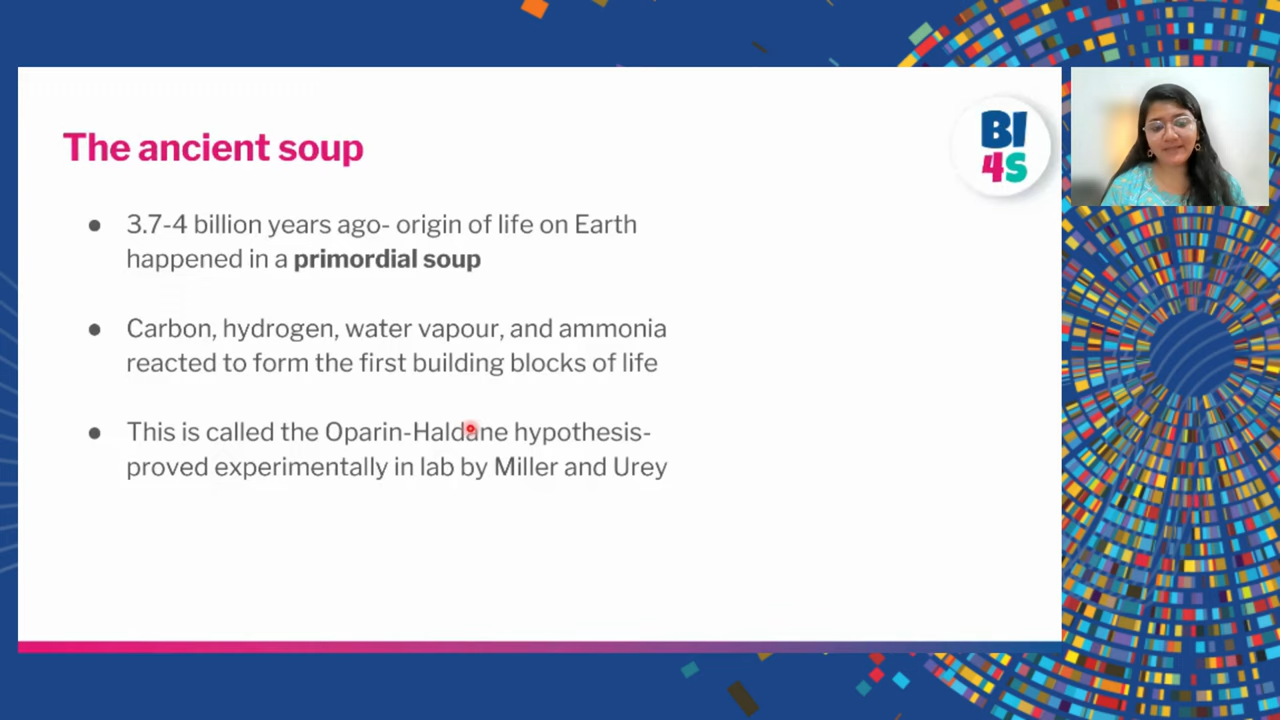 The ancient soup
BI
4S
● 3.7-4 billion years ago- origin of life on Earth
happened in a primordial soup
● Carbon, hydrogen, water vapour, and ammonia
reacted to form the first building blocks of life
● This is called the Oparin-Haldane hypothesis-
proved experimentally in lab by Miller and Urey